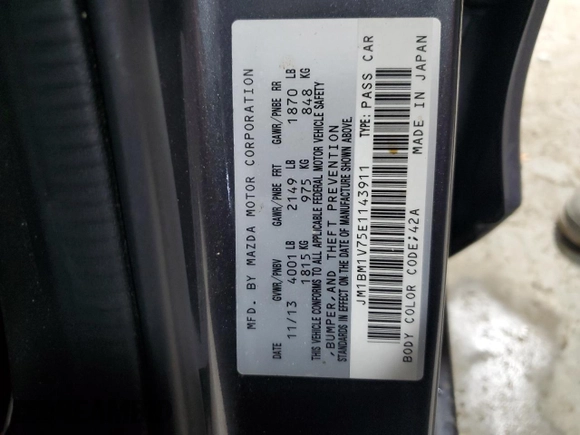 MFD. BY MAZDA MOTOR CORPORATION
DATE GVWR/PNBV GAWR/PNBE FRT GAWR/PNBE RR
11/13 4001 LB 2149 LB 1870 LB
1815 KG 975 KG 848 KG
THIS VEHICLE CONFORMS TO ALL APPLICABLE FEDERAL MOTOR VEHICLE SAFETY
,BUMPER,AND THEFT PREVENTION
STANDARDS IN EFFECT ON THE DATE OF MANUFACTURE SHOWN ABOVE.
JM1BM1V75E1143911 TYPE: PASS CAR
BODY COLOR CODE;42A MADE IN JAPAN